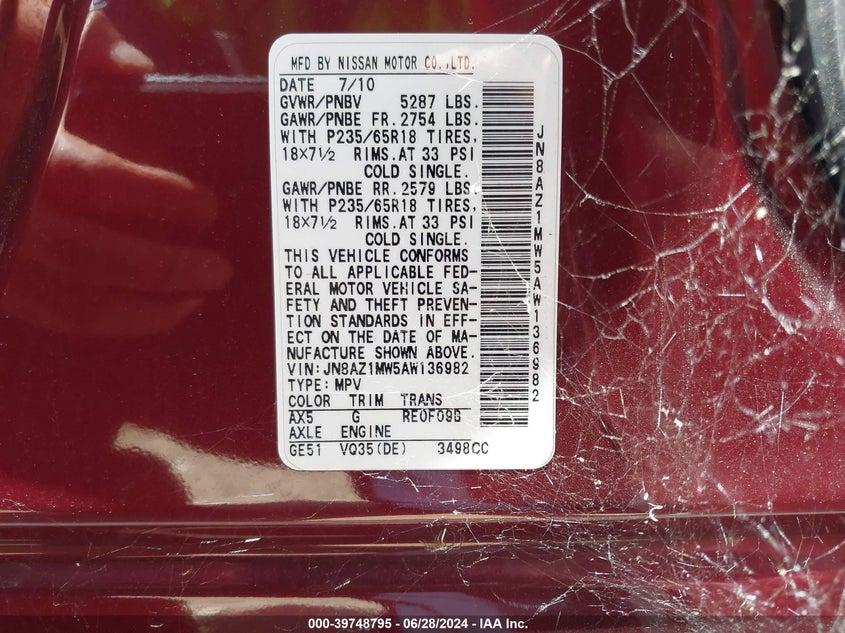 MFD BY NISSAN MOTOR CO.,LTD.
DATE 7/10
GVWR/PNBV 5287 LBS.
GAWR/PNBE FR. 2754 LBS.
WITH P235/65R18 TIRES,
18X7½ RIMS.AT 33 PSI
COLD SINGLE.
GAWR/PNBE RR. 2579 LBS.
WITH P235/65R18 TIRES,
18X7½ RIMS.AT 33 PSI
COLD SINGLE.
THIS VEHICLE CONFORMS
TO ALL APPLICABLE FED-
ERAL MOTOR VEHICLE SA-
FETY AND THEFT PREVEN-
TION STANDARDS IN EFF-
ECT ON THE DATE OF MA-
NUFACTURE SHOWN ABOVE.
VIN:JN8AZ1MW5AW136982
TYPE:MPV
COLOR TRIM TRANS
AX5 G RE0F09B
AXLE ENGINE
GE51 VQ35(DE) 3498CC
JN8AZ1MW5AW136982
000-39748795 - 06/28/2024 - IAA Inc.